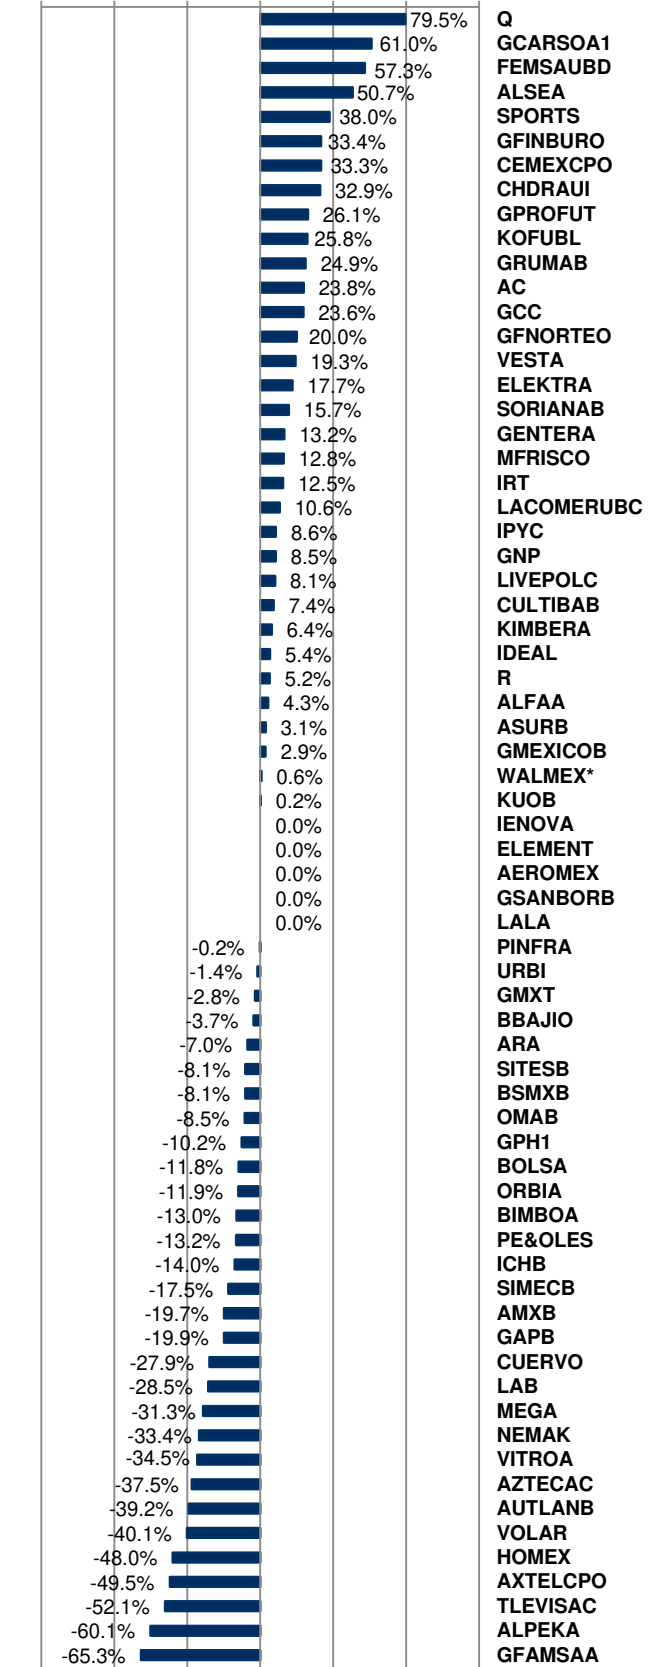 79.5% Q
61.0% GCARSOA1
57.3% FEMSAUBD
50.7% ALSEA
38.0% SPORTS
33.4% GFINBURO
33.3% CEMEXCPO
32.9% CHDRAUI
26.1% GPROFUT
25.8% KOFUBL
24.9% GRUMAB
23.8% AC
23.6% GCC
20.0% GFNORTEO
19.3% VESTA
17.7% ELEKTRA
15.7% SORIANAB
13.2% GENTERA
12.8% MFRISCO
12.5% IRT
10.6% LACOMERUBC
8.6% IPYC
8.5% GNP
8.1% LIVEPOLC
7.4% CULTIBAB
6.4% KIMBERA
5.4% IDEAL
5.2% R
4.3% ALFAA
3.1% ASURB
2.9% GMEXICOB
0.6% WALMEX*
0.2% KUOB
0.0% IENOVA
0.0% ELEMENT
0.0% AEROMEX
0.0% GSANBORB
0.0% LALA
-0.2% PINFRA
-1.4% URBI
-2.8% GMXT
-3.7% BBAJIO
-7.0% ARA
-8.1% SITESB
-8.1% BSMXB
-8.5% OMAB
-10.2% GPH1
-11.8% BOLSA
-11.9% ORBIA
-13.0% BIMBOA
-13.2% PE&OLES
-14.0% ICHB
-17.5% SIMECB
-19.7% AMXB
-19.9% GAPB
-27.9% CUERVO
-28.5% LAB
-31.3% MEGA
-33.4% NEMAK
-34.5% VITROA
-37.5% AZTECAC
-39.2% AUTLANB
-40.1% VOLAR
-48.0% HOMEX
-49.5% AXTELCPO
-52.1% TLEVISAC
-60.1% ALPEKA
-65.3% GFAMSAA